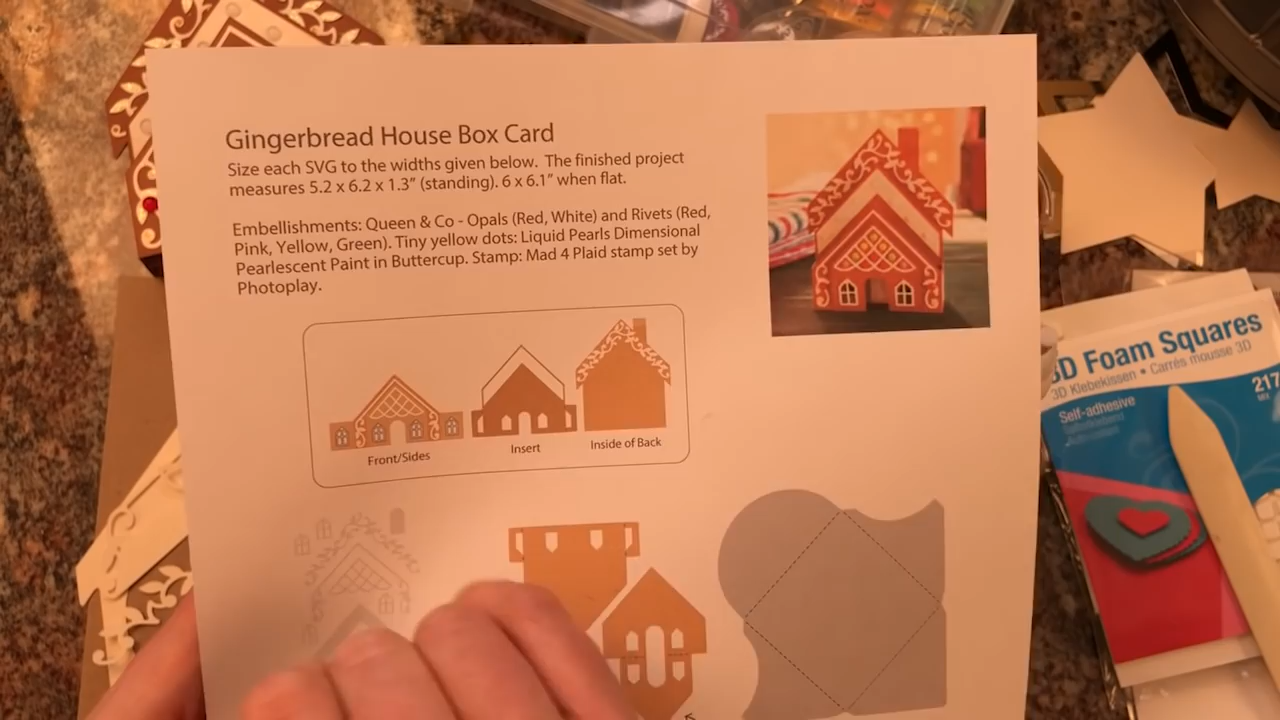 Gingerbread House Box Card
Size each SVG to the widths given below. The finished project
measures 5.2 x 6.2 x 1.3” (standing). 6 x 6.1” when flat.
Embellishments: Queen & Co - Opals (Red, White) and Rivets (Red,
Pink, Yellow, Green). Tiny yellow dots: Liquid Pearls Dimensional
Pearlescent Paint in Buttercup. Stamp: Mad 4 Plaid stamp set by
Photoplay.
Front/Sides
Insert
Inside of Back
3D Foam Squares
3D Klebekissen • Carrés mousse 3D
Self-adhesive
217
MIX